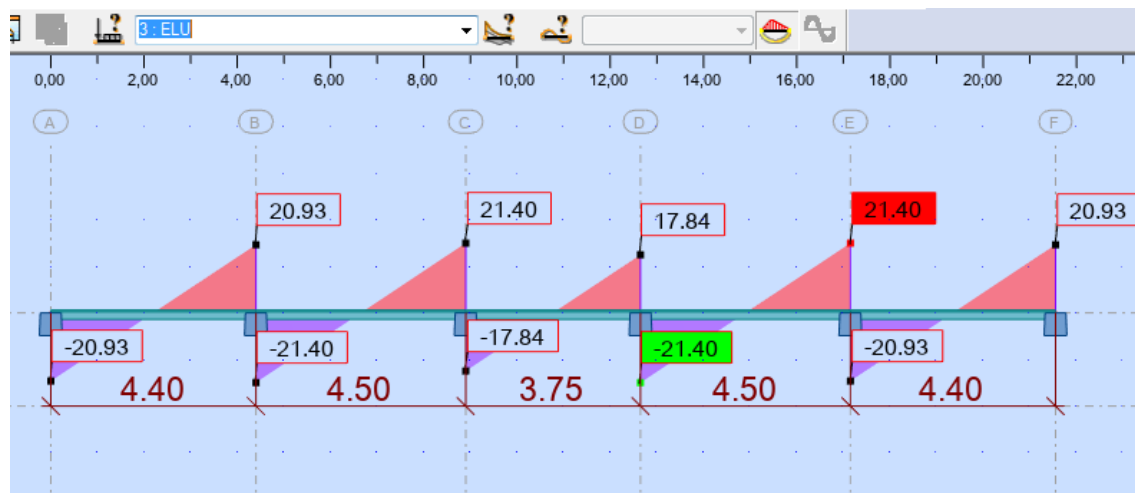 3 : ELU
0,00 2,00 4,00 6,00 8,00 10,00 12,00 14,00 16,00 18,00 20,00 22,00
A B C D E F
20.93 21.40 17.84 21.40 20.93
-20.93 -21.40 -17.84 -21.40 -20.93
4.40 4.50 3.75 4.50 4.40